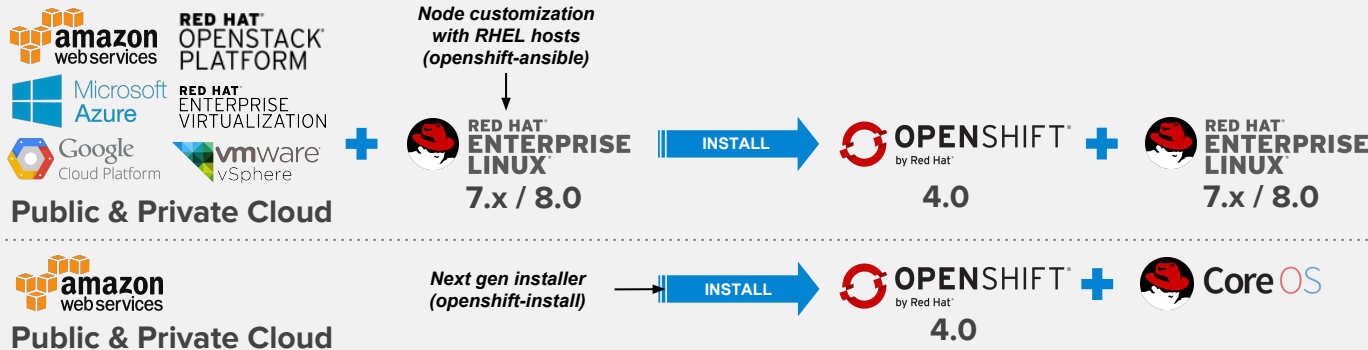 amazon
web services
RED HAT®
OPENSTACK®
PLATFORM
Microsoft
Azure
RED HAT®
ENTERPRISE
VIRTUALIZATION
Google
Cloud Platform
vmware®
vSphere
Public & Private Cloud
Node customization
with RHEL hosts
(openshift-ansible)
RED HAT®
ENTERPRISE
LINUX®
7.x / 8.0
INSTALL
OPENSHIFT®
by Red Hat®
4.0
RED HAT®
ENTERPRISE
LINUX®
7.x / 8.0
amazon
web services
Public & Private Cloud
Next gen installer
(openshift-install)
INSTALL
OPENSHIFT®
by Red Hat®
4.0
Core OS